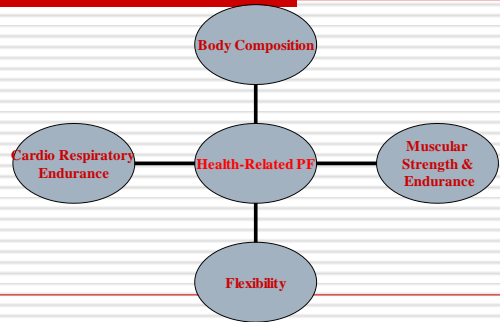 Body Composition
Cardio Respiratory
Endurance
Health-Related PF
Muscular
Strength &
Endurance
Flexibility